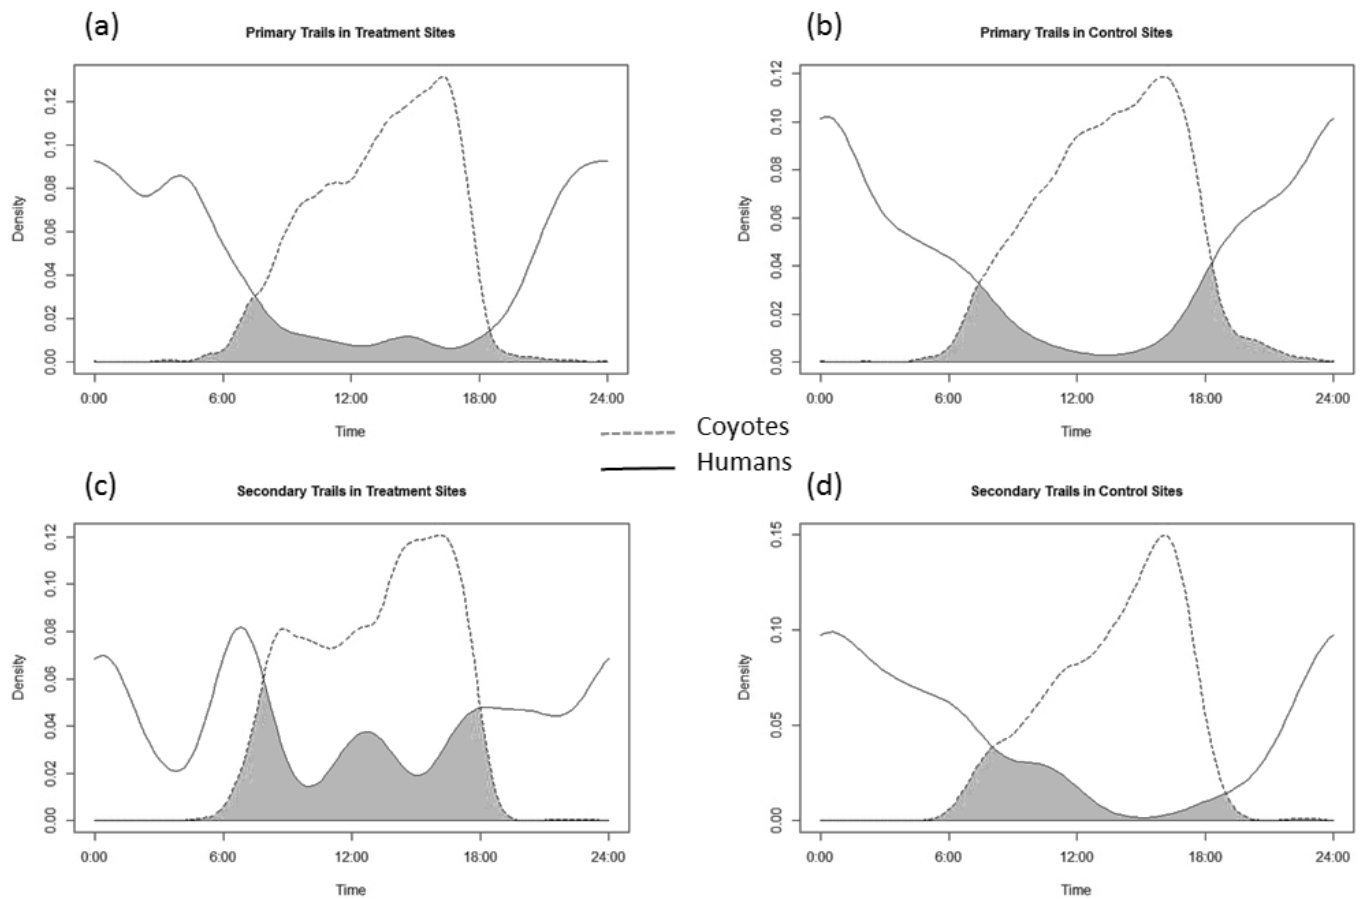 (a)
Primary Trails in Treatment Sites
Density
0.00 0.02 0.04 0.06 0.08 0.10 0.12
0:00 6:00 12:00 18:00 24:00
Time
(b)
Primary Trails in Control Sites
Density
0.00 0.02 0.04 0.06 0.08 0.10 0.12
0:00 6:00 12:00 18:00 24:00
Time
Coyotes
Humans
(c)
Secondary Trails in Treatment Sites
Density
0.00 0.02 0.04 0.06 0.08 0.10 0.12
0:00 6:00 12:00 18:00 24:00
Time
(d)
Secondary Trails in Control Sites
Density
0.00 0.05 0.10 0.15
0:00 6:00 12:00 18:00 24:00
Time